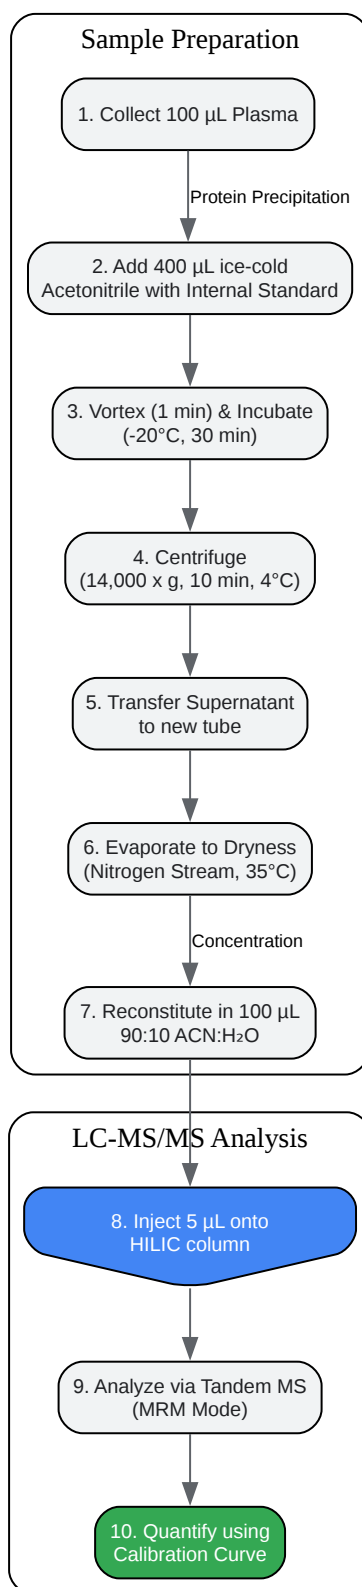 Sample Preparation
1. Collect 100 µL Plasma
Protein Precipitation
2. Add 400 µL ice-cold
Acetonitrile with Internal Standard
3. Vortex (1 min) & Incubate
(-20°C, 30 min)
4. Centrifuge
(14,000 x g, 10 min, 4°C)
5. Transfer Supernatant
to new tube
6. Evaporate to Dryness
(Nitrogen Stream, 35°C)
Concentration
7. Reconstitute in 100 µL
90:10 ACN:H₂O
LC-MS/MS Analysis
8. Inject 5 µL onto
HILIC column
9. Analyze via Tandem MS
(MRM Mode)
10. Quantify using
Calibration Curve